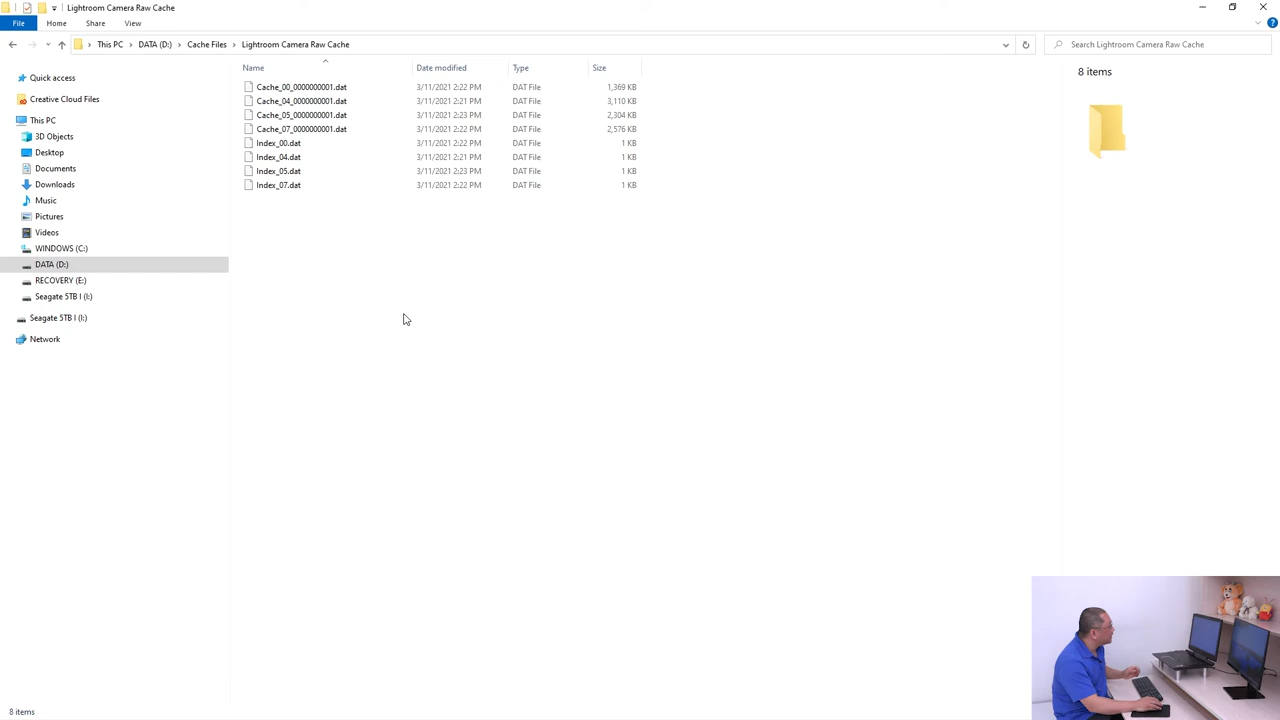 Lightroom Camera Raw Cache
File Home Share View
This PC DATA (D:) Cache Files Lightroom Camera Raw Cache
Search Lightroom Camera Raw Cache
Quick access
Creative Cloud Files
This PC
3D Objects
Desktop
Documents
Downloads
Music
Pictures
Videos
WINDOWS (C:)
DATA (D:)
RECOVERY (E:)
Seagate 5TB I (I:)
Seagate 5TB I (I:)
Network
Name Date modified Type Size
Cache_00_0000000001.dat 3/11/2021 2:22 PM DAT File 1,369 KB
Cache_04_0000000001.dat 3/11/2021 2:21 PM DAT File 3,110 KB
Cache_05_0000000001.dat 3/11/2021 2:23 PM DAT File 2,304 KB
Cache_07_0000000001.dat 3/11/2021 2:22 PM DAT File 2,576 KB
Index_00.dat 3/11/2021 2:22 PM DAT File 1 KB
Index_04.dat 3/11/2021 2:21 PM DAT File 1 KB
Index_05.dat 3/11/2021 2:23 PM DAT File 1 KB
Index_07.dat 3/11/2021 2:22 PM DAT File 1 KB
8 items
8 items